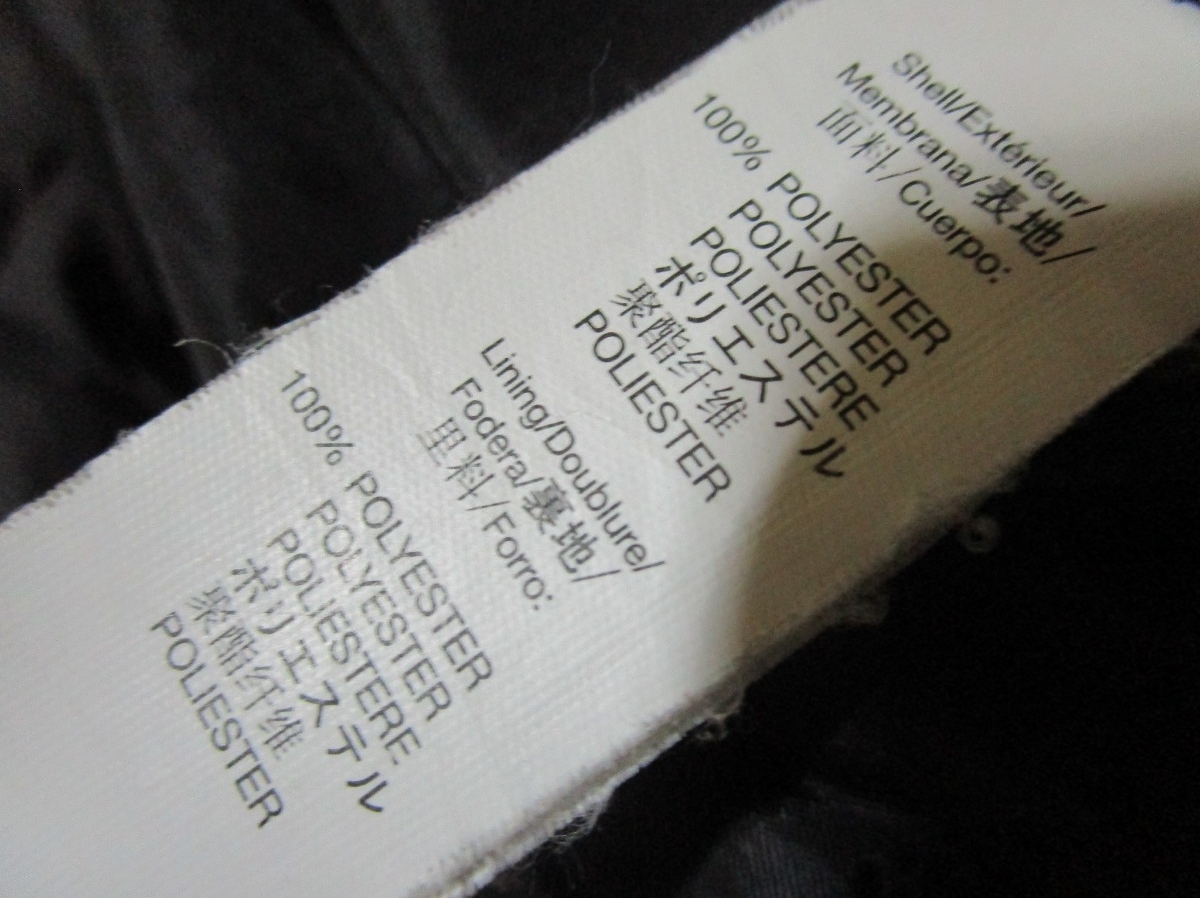 Shell/Extérieur/
Membrana/表地/
面料/Cuerpo:
100% POLYESTER
POLYESTER
POLIESTERE
ポリエステル
聚酯纤维
POLIESTER
Lining/Doublure/
Fodera/裏地/
里料/Forro:
100% POLYESTER
POLYESTER
POLIESTERE
ポリエステル
聚酯纤维
POLIESTER